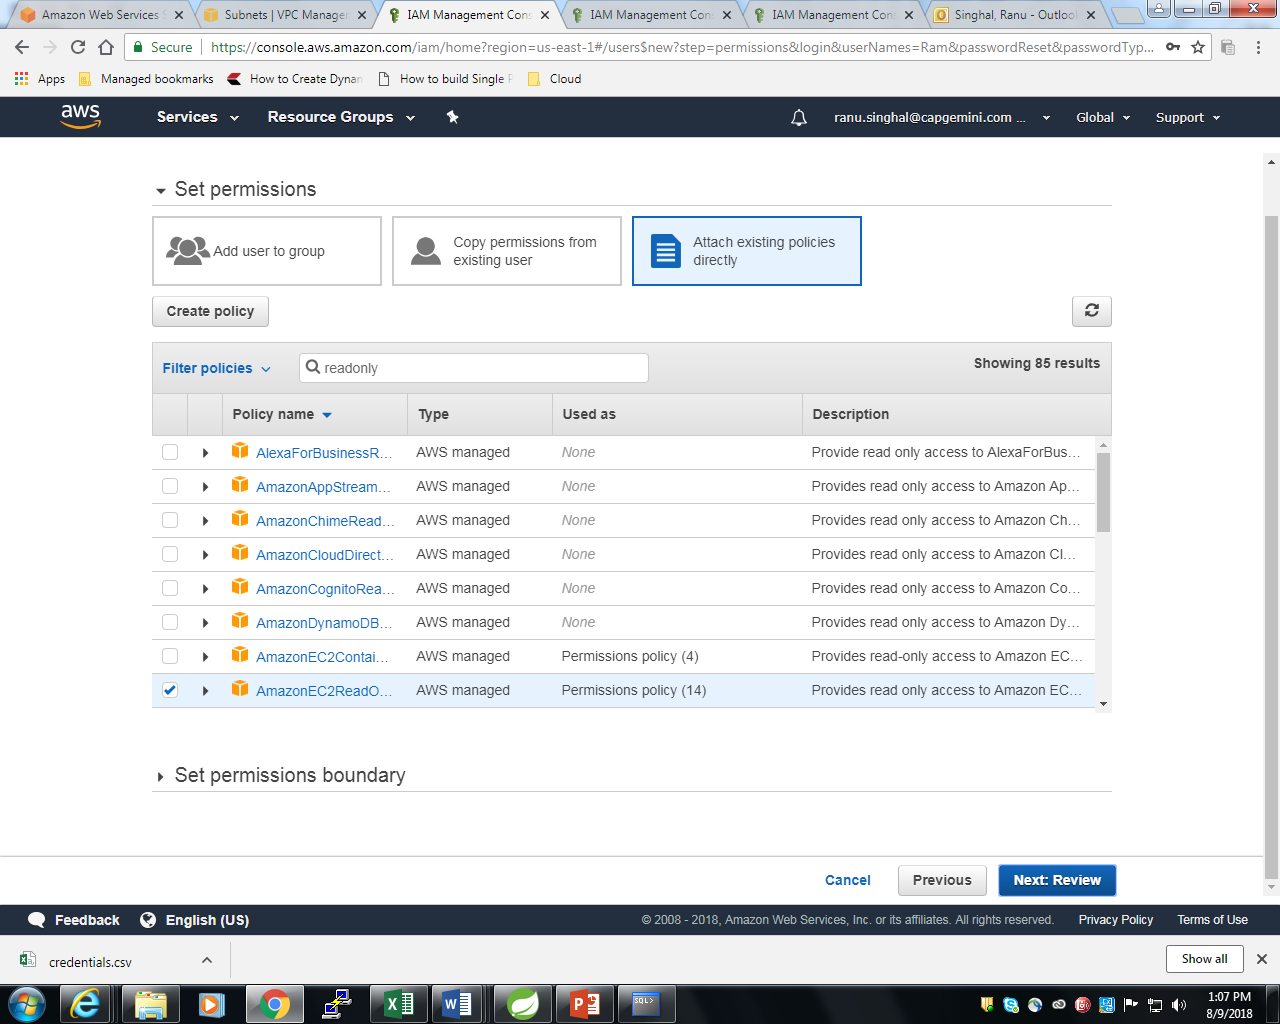 Amazon Web Services S
Subnets | VPC Manager
IAM Management Cons
IAM Management Cons
IAM Management Cons
Singhal, Ranu - Outlook
Secure
https://console.aws.amazon.com/iam/home?region=us-east-1#/users$new?step=permissions&login&userNames=Ram&passwordReset&passwordTyp...
Apps
Managed bookmarks
How to Create Dynam
How to build Single P
Cloud
aws
Services
Resource Groups
ranu.singhal@capgemini.com ...
Global
Support
Set permissions
Add user to group
Copy permissions from
existing user
Attach existing policies
directly
Create policy
Filter policies
readonly
Showing 85 results
Policy name Type Used as Description
AlexaForBusinessR... AWS managed None Provide read only access to AlexaForBus...
AmazonAppStream... AWS managed None Provides read only access to Amazon Ap...
AmazonChimeRead... AWS managed None Provides read only access to Amazon Ch...
AmazonCloudDirect... AWS managed None Provides read only access to Amazon Cl...
AmazonCognitoRea... AWS managed None Provides read only access to Amazon Co...
AmazonDynamoDB... AWS managed None Provides read only access to Amazon Dy...
AmazonEC2Contai... AWS managed Permissions policy (4) Provides read-only access to Amazon EC...
AmazonEC2ReadO... AWS managed Permissions policy (14) Provides read only access to Amazon EC...
Set permissions boundary
Cancel
Previous
Next: Review
Feedback
English (US)
© 2008 - 2018, Amazon Web Services, Inc. or its affiliates. All rights reserved.
Privacy Policy
Terms of Use
credentials.csv
Show all
SQL>
1:07 PM
8/9/2018